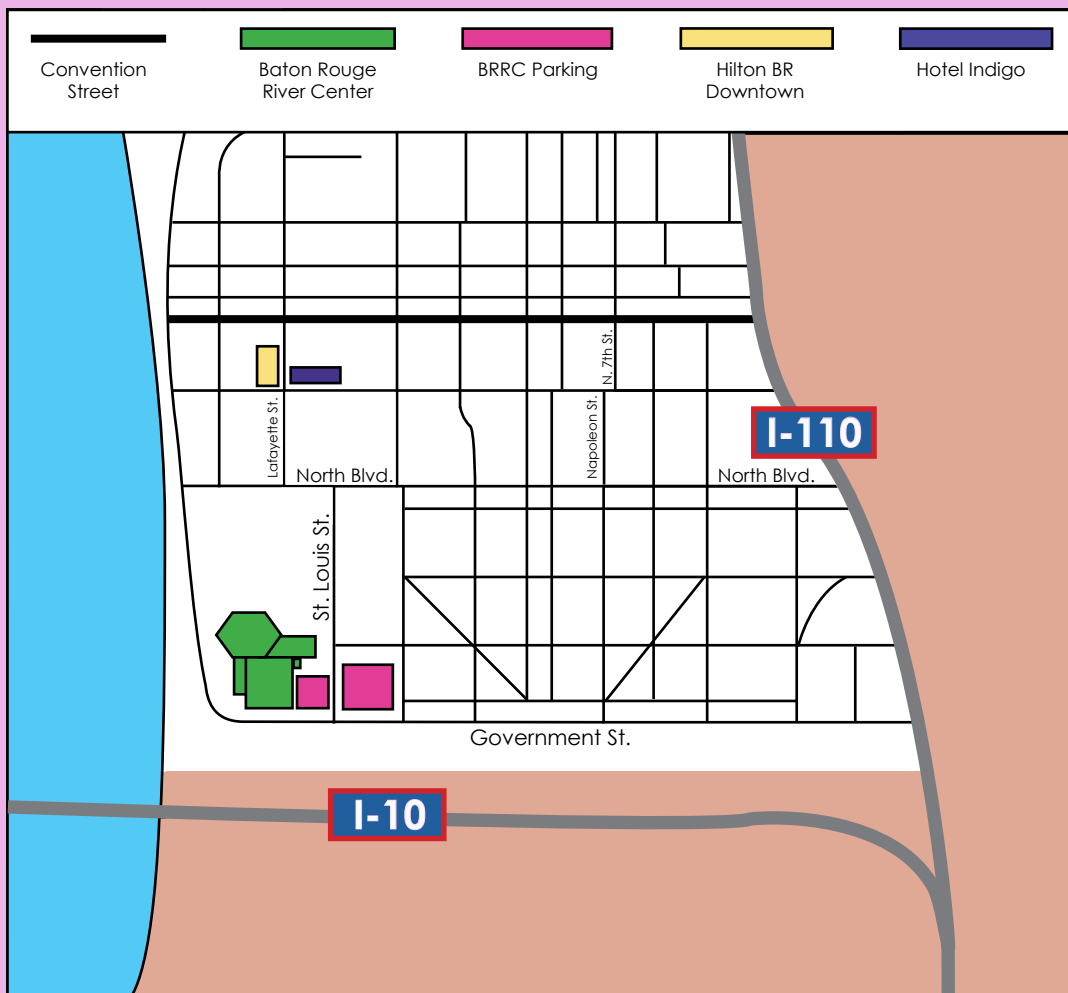 Convention
Street
Baton Rouge
River Center
BRRC Parking
Hilton BR
Downtown
Hotel Indigo
N. 7th St.
Lafayette St.
Napoleon St.
I-110
North Blvd.
North Blvd.
St. Louis St.
Government St.
I-10